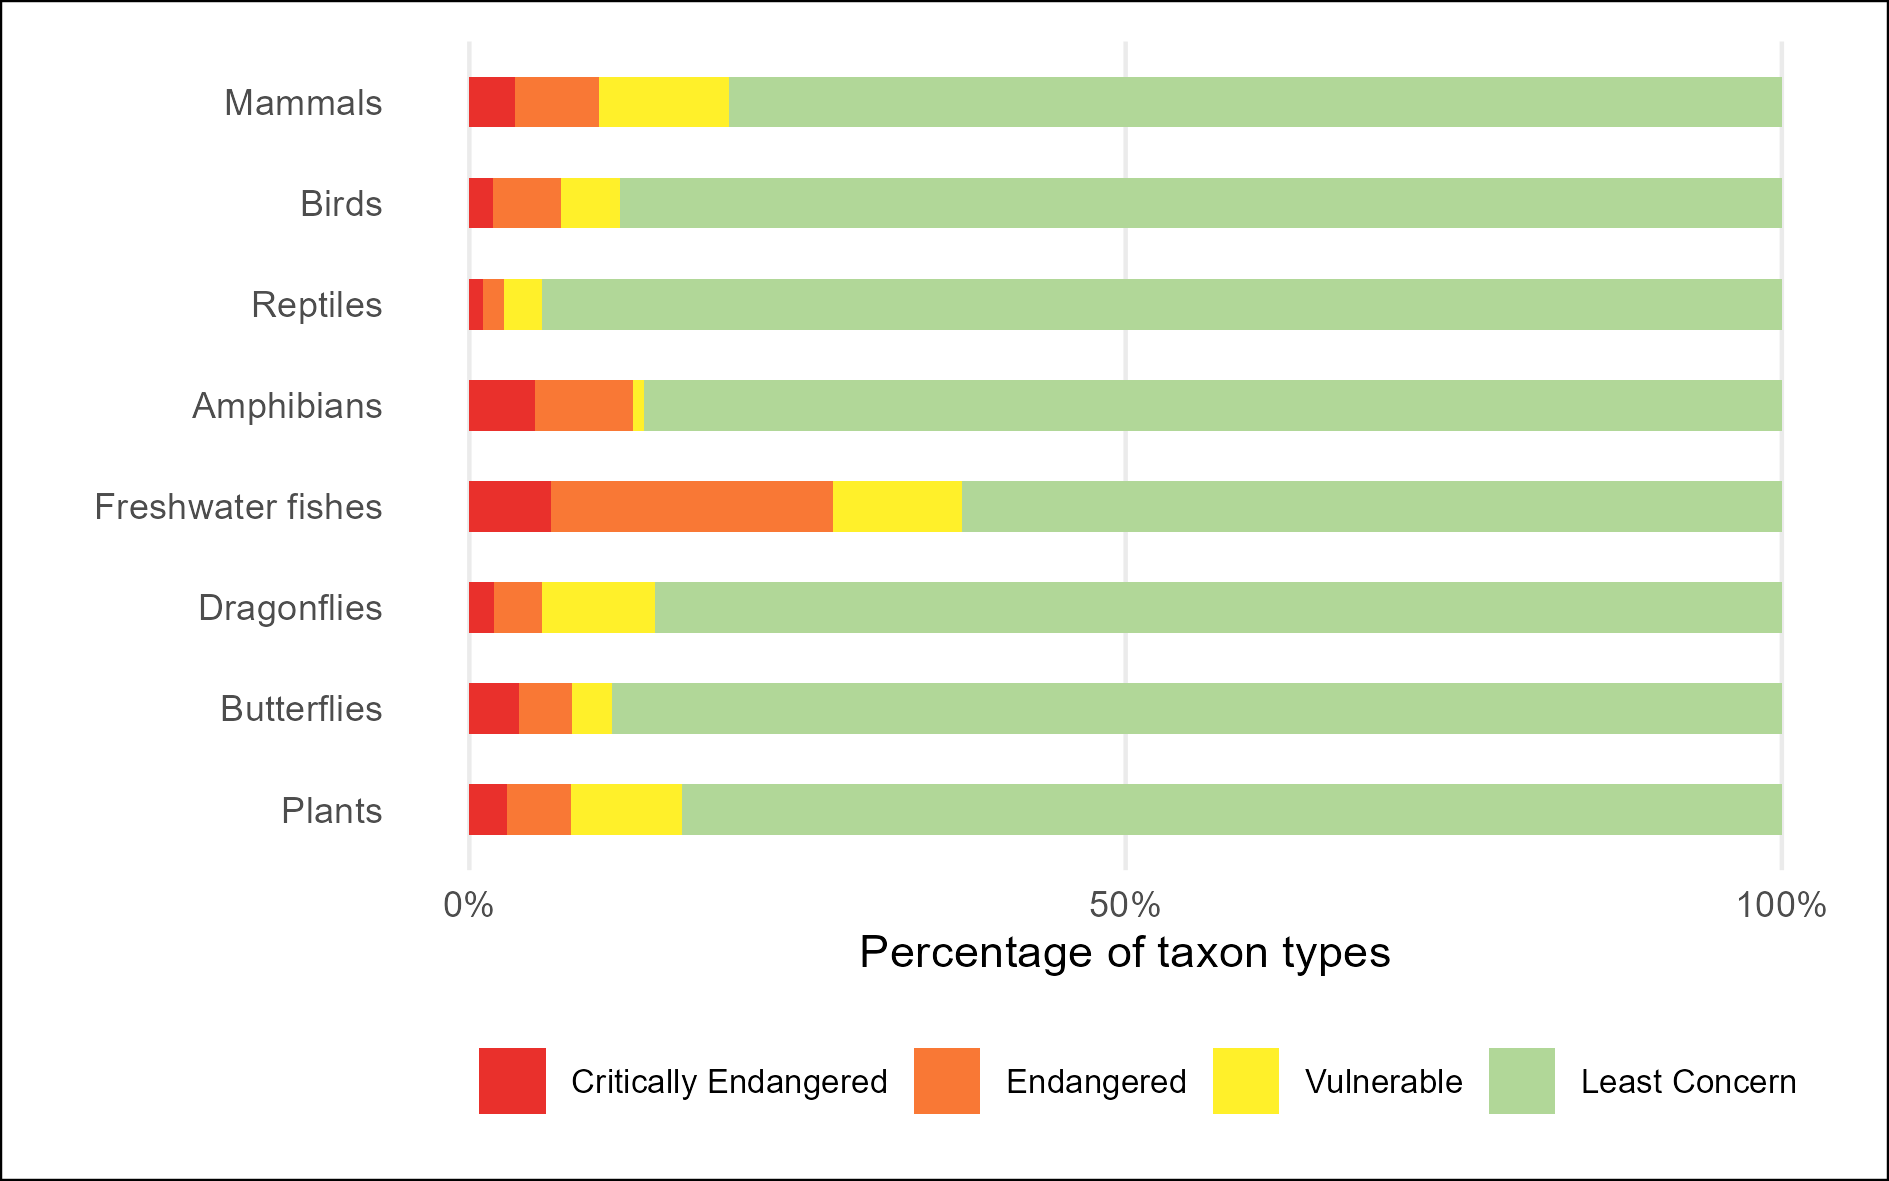 Mammals
Birds
Reptiles
Amphibians
Freshwater fishes
Dragonflies
Butterflies
Plants
0% 50% 100%
Percentage of taxon types
Critically Endangered Endangered Vulnerable Least Concern